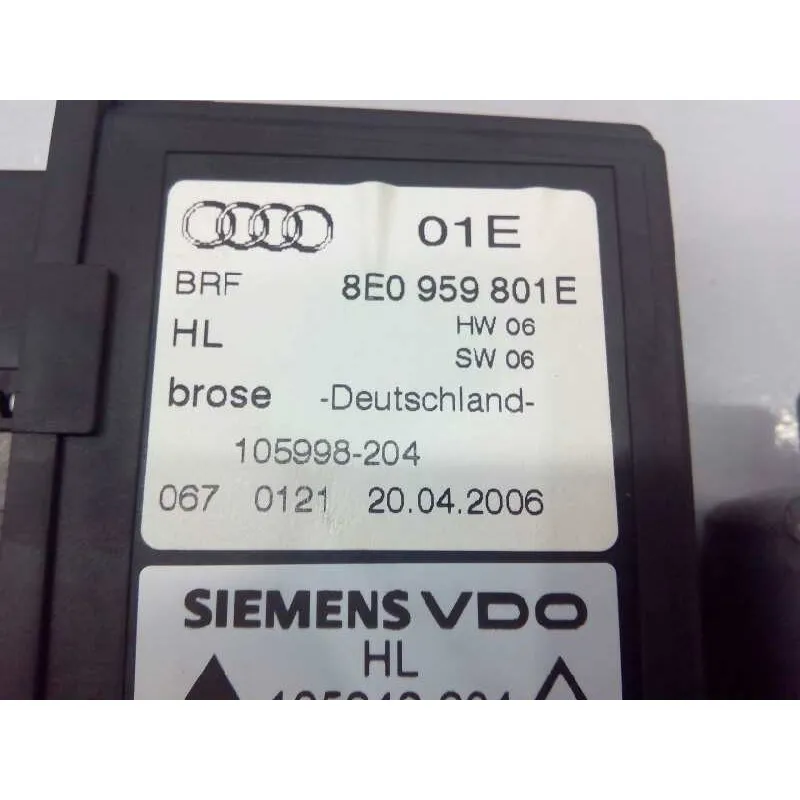 01E
BRF 8E0 959 801E
HL HW 06
SW 06
brose -Deutschland-
105998-204
067 0121 20.04.2006
SIEMENS VDO
HL